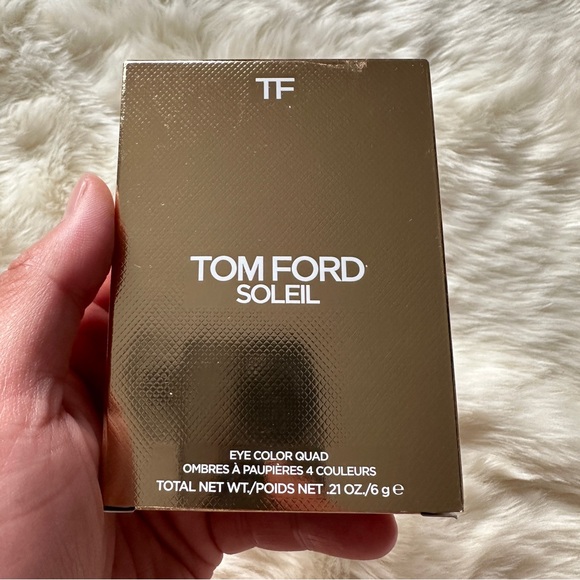 TF
TOM FORD
SOLEIL
EYE COLOR QUAD
OMBRES À PAUPIÈRES 4 COULEURS
TOTAL NET WT./POIDS NET .21 OZ./6 g ℮